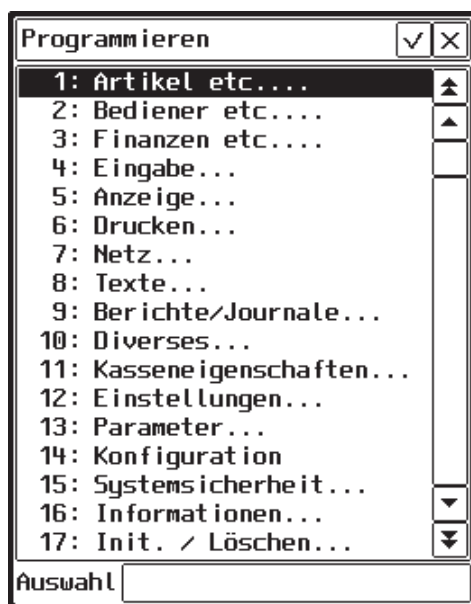 Programmieren
1: Artikel etc....
2: Bediener etc....
3: Finanzen etc....
4: Eingabe...
5: Anzeige...
6: Drucken...
7: Netz...
8: Texte...
9: Berichte/Journale...
10: Diverses...
11: Kasseneigenschaften...
12: Einstellungen...
13: Parameter...
14: Konfiguration
15: Systemsicherheit...
16: Informationen...
17: Init. / Löschen...
Auswahl